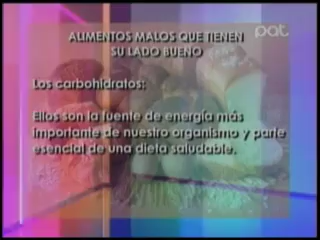 pat
ALIMENTOS MALOS QUE TIENEN
SU LADO BUENO
Los carbohidratos:
Ellos son la fuente de energía más
importante de nuestro organismo y parte
esencial de una dieta saludable.